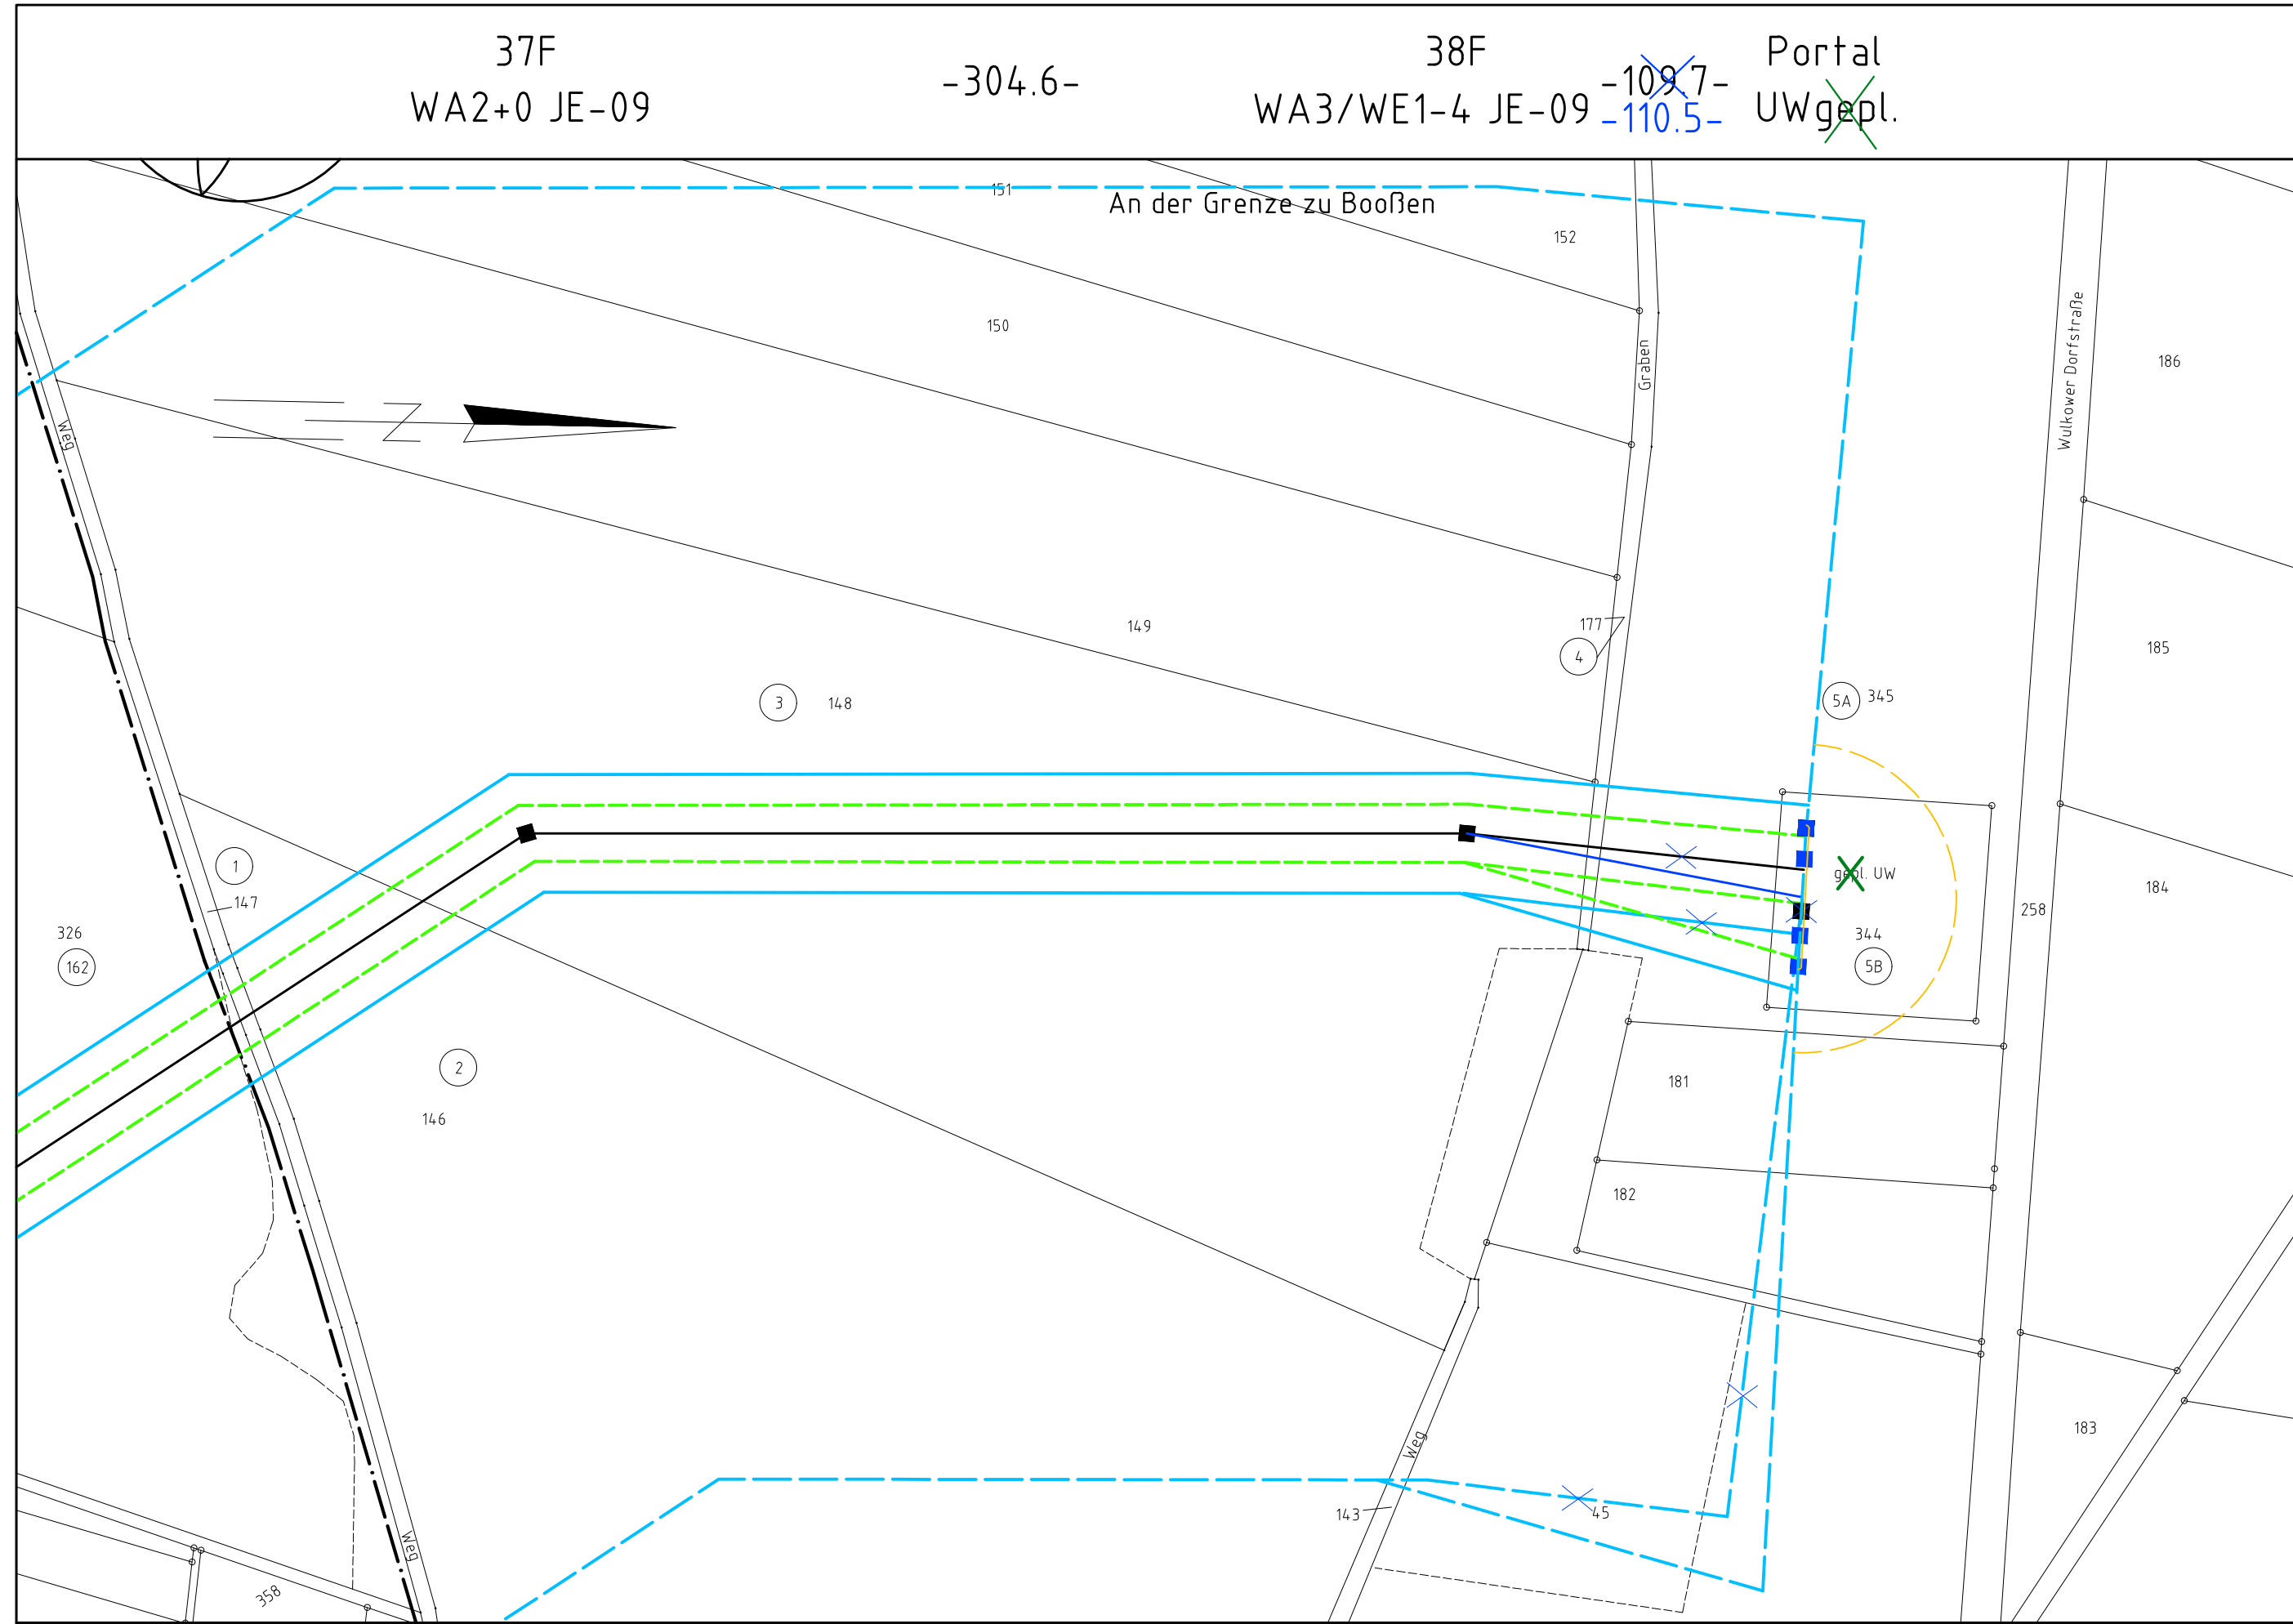 37F
WA2+0 JE-09
-304.6-
38F
WA3/WE1-4 JE-09
-109.7-
-110.5-
Portal
UWgepl.
151
An der Grenze zu Booßen
152
150
Graben
Wulkower Dorfstraße
186
Weg
N
149
177
4
185
3
148
5A
345
1
147
gepl. UW
184
326
162
258
344
5B
2
146
181
182
183
Weg
143
45
Weg
358